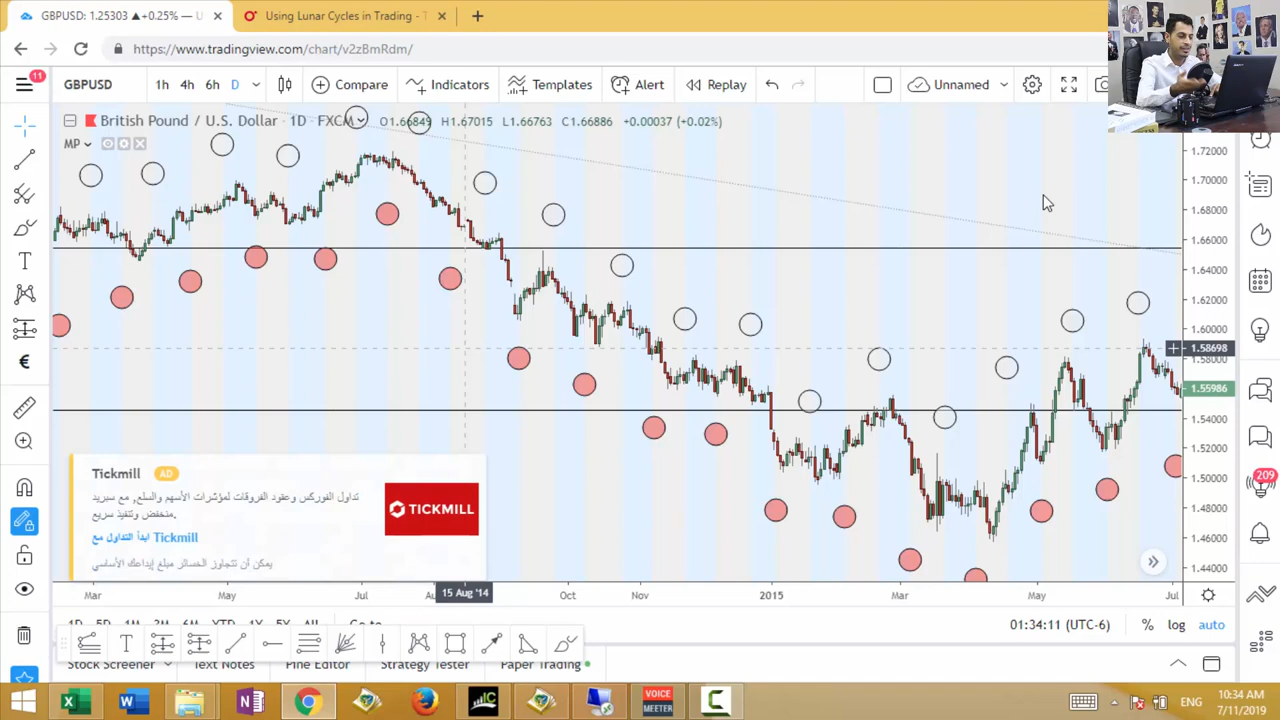 GBPUSD: 1.25303 ▲+0.25% — U
Using Lunar Cycles in Trading - T
https://www.tradingview.com/chart/v2zBmRdm/
11
GBPUSD 1h 4h 6h D Compare Indicators Templates Alert Replay Unnamed
British Pound / U.S. Dollar · 1D · FXCM O1.66849 H1.67015 L1.66763 C1.66886 +0.00037 (+0.02%)
MP
1.72000
1.70000
1.68000
1.66000
1.64000
1.62000
1.60000
1.58698
1.58000
1.55986
1.54000
1.52000
1.50000
1.48000
1.46000
1.44000
209
Tickmill AD
تداول الفوركس وعقود الفروقات لمؤشرات الأسهم والسلع, مع سبريد
منخفض وتنفيذ سريع.
ابدأ التداول مع Tickmill
يمكن أن تتجاوز الخسائر إيداعك الأساسي
TICKMILL
Mar May Jul 15 Aug '14 Oct Nov 2015 Mar May Jul
1D 5D 1M 3M 6M YTD 1Y 5Y All Go to
01:34:11 (UTC-6) % log auto
Stock Screener Text Notes Pine Editor Strategy Tester Paper Trading
VOICE
MEETER
ENG
10:34 AM
7/11/2019